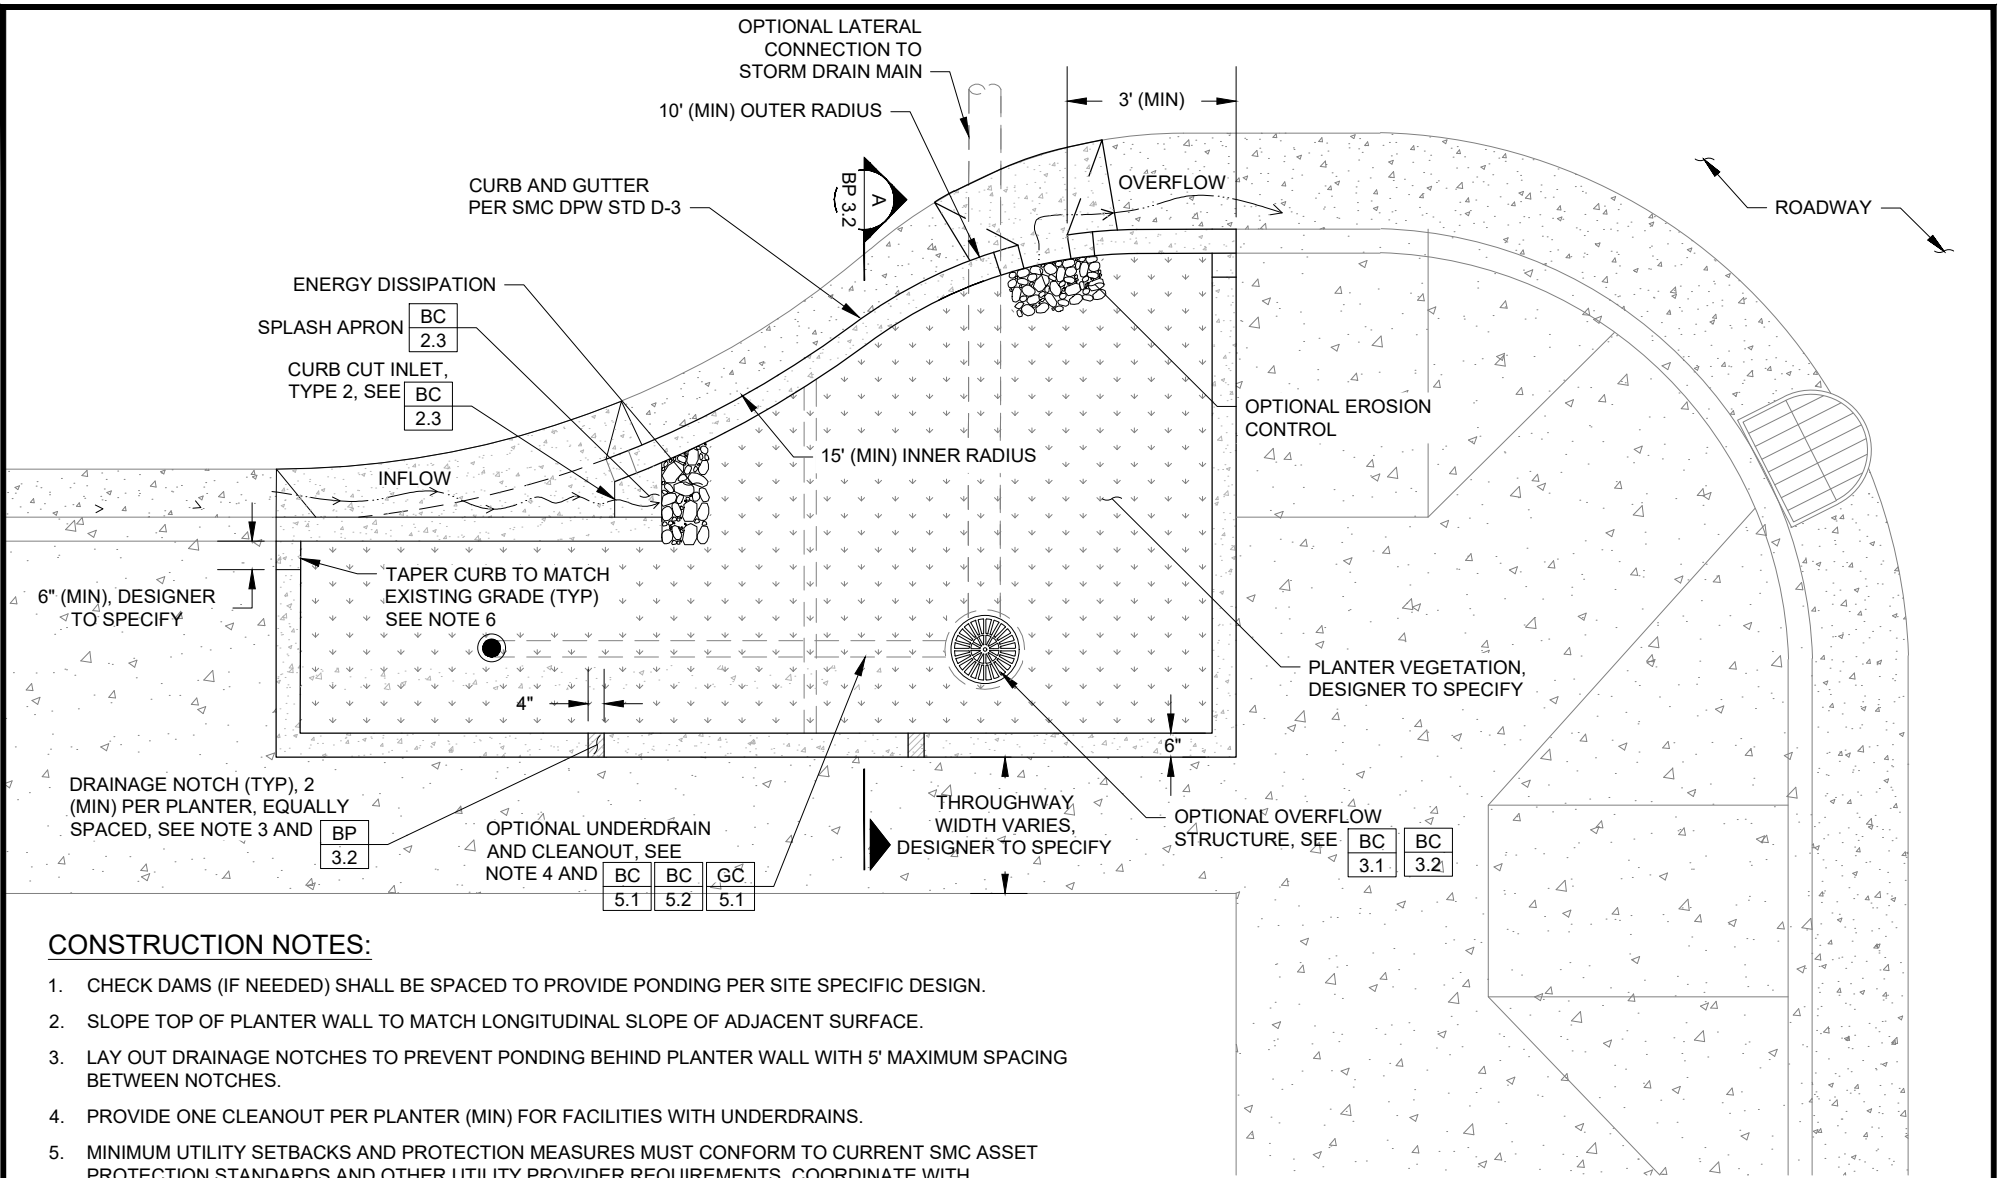 OPTIONAL LATERAL
CONNECTION TO
STORM DRAIN MAIN
10' (MIN) OUTER RADIUS
3' (MIN)
CURB AND GUTTER
PER SMC DPW STD D-3
A
BP 3.2
OVERFLOW
ROADWAY
ENERGY DISSIPATION
SPLASH APRON
BC
2.3
CURB CUT INLET,
TYPE 2, SEE
BC
2.3
OPTIONAL EROSION
CONTROL
15' (MIN) INNER RADIUS
INFLOW
TAPER CURB TO MATCH
EXISTING GRADE (TYP)
SEE NOTE 6
6" (MIN), DESIGNER
TO SPECIFY
PLANTER VEGETATION,
DESIGNER TO SPECIFY
4"
6"
DRAINAGE NOTCH (TYP), 2
(MIN) PER PLANTER, EQUALLY
SPACED, SEE NOTE 3 AND
BP
3.2
OPTIONAL UNDERDRAIN
AND CLEANOUT, SEE
NOTE 4 AND
BC BC GC
5.1 5.2 5.1
THROUGHWAY
WIDTH VARIES,
DESIGNER TO SPECIFY
OPTIONAL OVERFLOW
STRUCTURE, SEE
BC BC
3.1 3.2
CONSTRUCTION NOTES:
1. CHECK DAMS (IF NEEDED) SHALL BE SPACED TO PROVIDE PONDING PER SITE SPECIFIC DESIGN.
2. SLOPE TOP OF PLANTER WALL TO MATCH LONGITUDINAL SLOPE OF ADJACENT SURFACE.
3. LAY OUT DRAINAGE NOTCHES TO PREVENT PONDING BEHIND PLANTER WALL WITH 5' MAXIMUM SPACING
BETWEEN NOTCHES.
4. PROVIDE ONE CLEANOUT PER PLANTER (MIN) FOR FACILITIES WITH UNDERDRAINS.
5. MINIMUM UTILITY SETBACKS AND PROTECTION MEASURES MUST CONFORM TO CURRENT SMC ASSET
PROTECTION STANDARDS AND OTHER UTILITY PROVIDER REQUIREMENTS. COORDINATE WITH